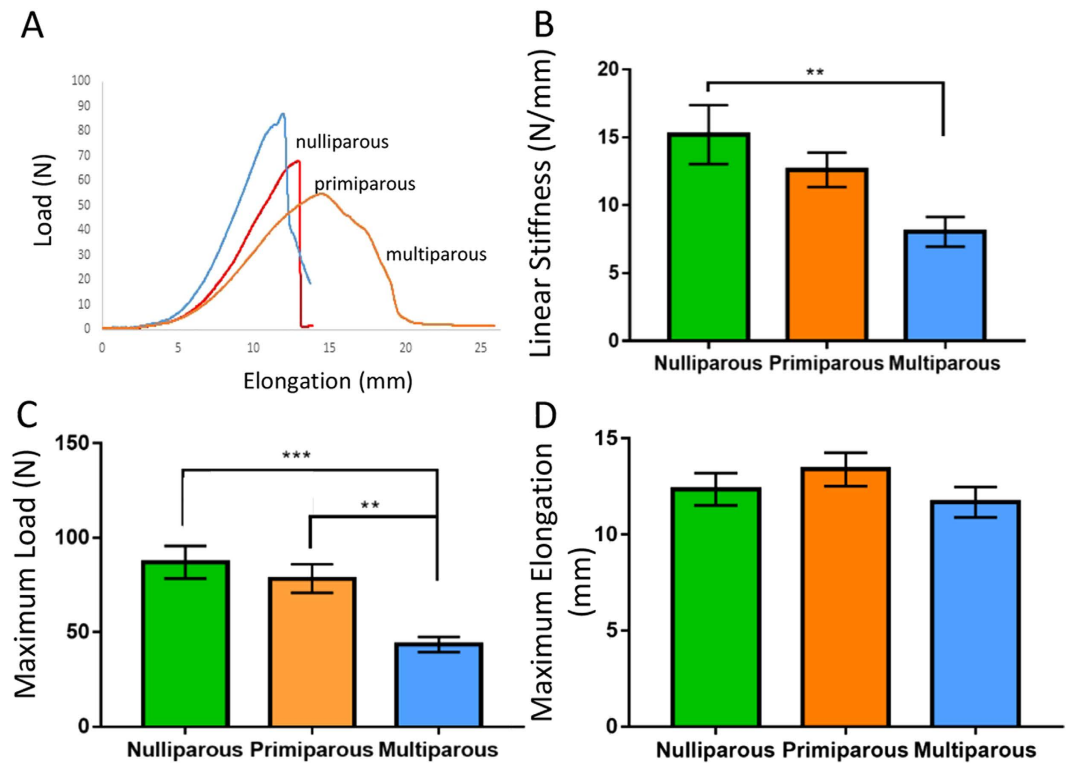 A
Load (N)
100
90
80
70
60
50
40
30
20
10
0
nulliparous
primiparous
multiparous
0 5 10 15 20 25
Elongation (mm)
B
Linear Stiffness (N/mm)
20
15
10
5
0
**
Nulliparous Primiparous Multiparous
C
Maximum Load (N)
150
100
50
0
***
**
Nulliparous Primiparous Multiparous
D
Maximum Elongation
(mm)
15
10
5
0
Nulliparous Primiparous Multiparous